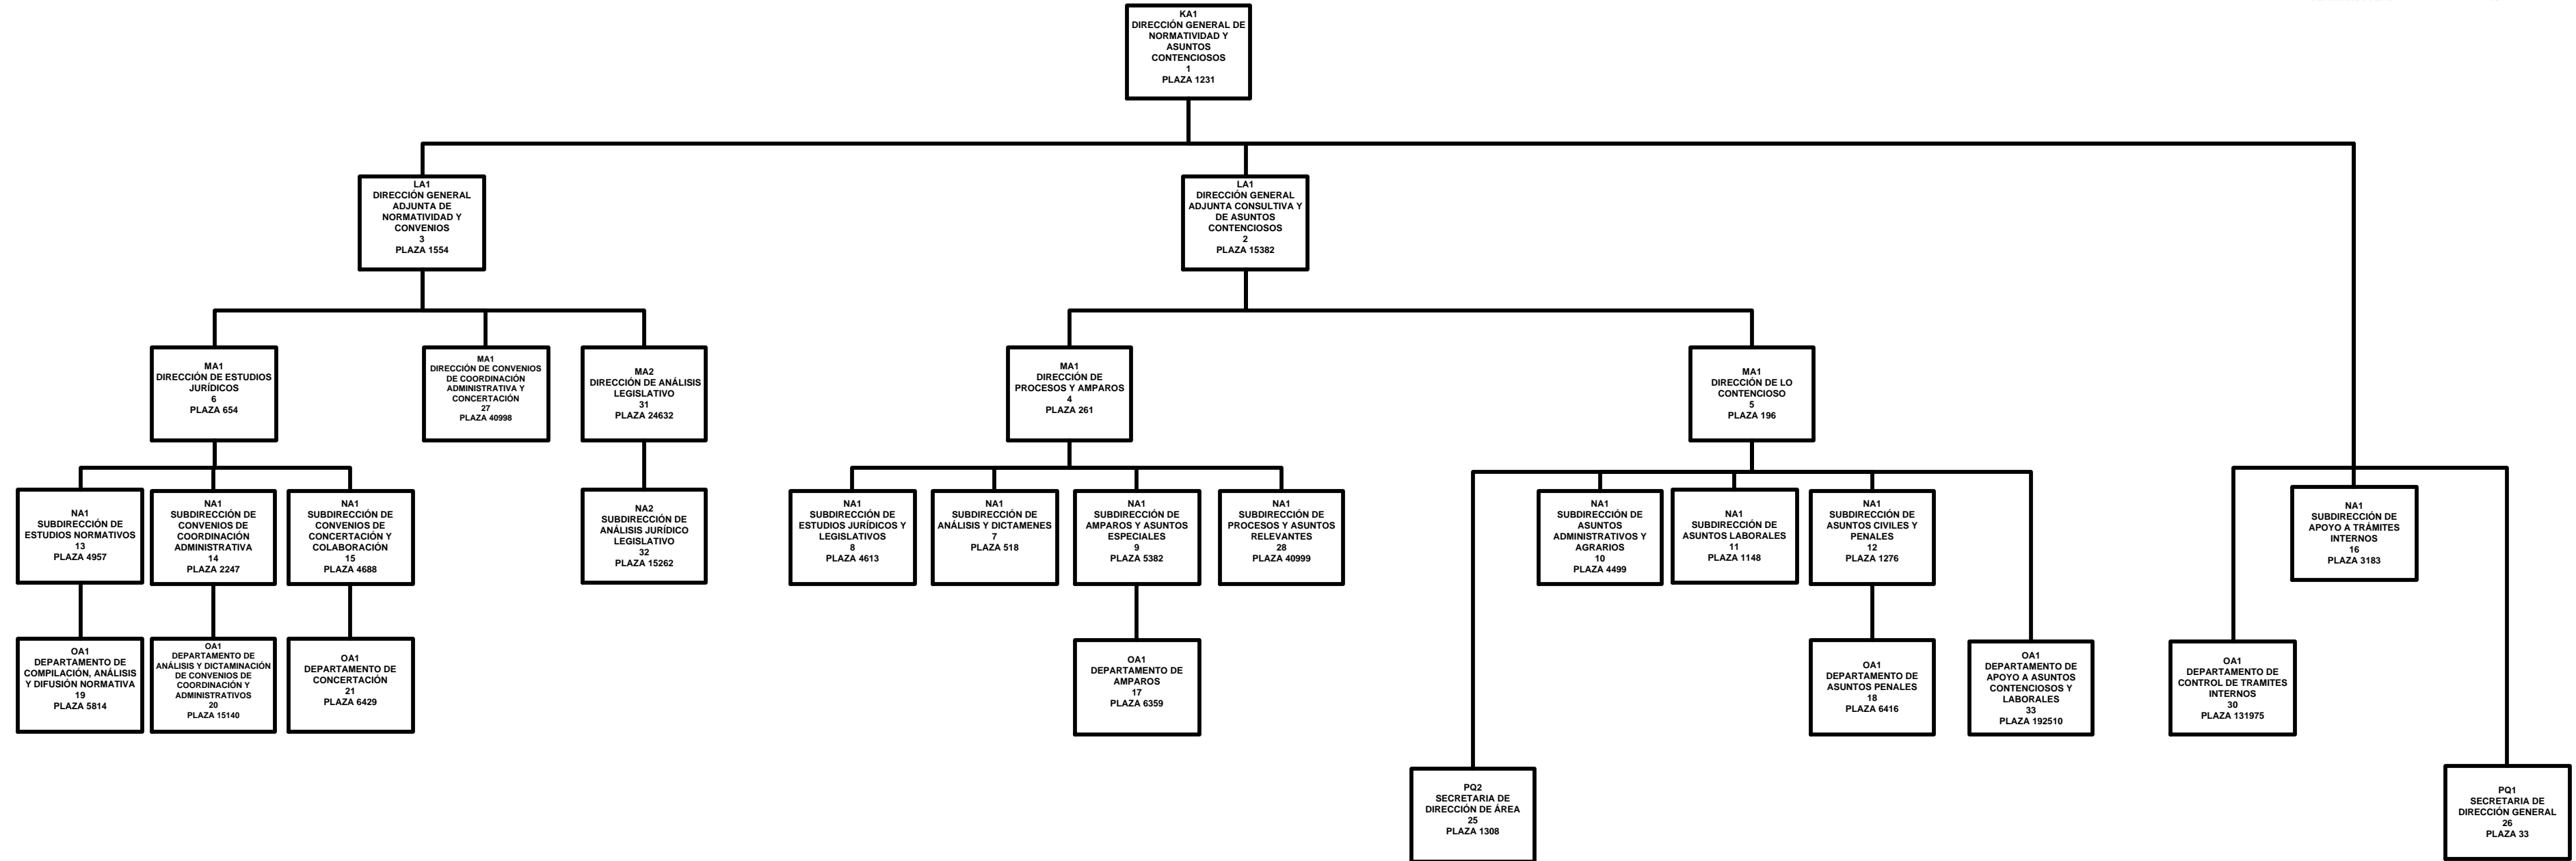 KA1
DIRECCIÓN GENERAL DE
NORMATIVIDAD Y
ASUNTOS
CONTENCIOSOS
1
PLAZA 1231
LA1
DIRECCIÓN GENERAL
ADJUNTA DE
NORMATIVIDAD Y
CONVENIOS
3
PLAZA 1554
LA1
DIRECCIÓN GENERAL
ADJUNTA CONSULTIVA Y
DE ASUNTOS
CONTENCIOSOS
2
PLAZA 15382
MA1
DIRECCIÓN DE ESTUDIOS
JURÍDICOS
6
PLAZA 654
MA1
DIRECCIÓN DE CONVENIOS
DE COORDINACIÓN
ADMINISTRATIVA Y
CONCERTACIÓN
27
PLAZA 40998
MA2
DIRECCIÓN DE ANÁLISIS
LEGISLATIVO
31
PLAZA 24632
MA1
DIRECCIÓN DE
PROCESOS Y AMPAROS
4
PLAZA 261
MA1
DIRECCIÓN DE LO
CONTENCIOSO
5
PLAZA 196
NA1
SUBDIRECCIÓN DE
ESTUDIOS NORMATIVOS
13
PLAZA 4957
NA1
SUBDIRECCIÓN DE
CONVENIOS DE
COORDINACIÓN
ADMINISTRATIVA
14
PLAZA 2247
NA1
SUBDIRECCIÓN DE
CONVENIOS DE
CONCERTACIÓN Y
COLABORACIÓN
15
PLAZA 4688
NA2
SUBDIRECCIÓN DE
ANÁLISIS JURÍDICO
LEGISLATIVO
32
PLAZA 15262
NA1
SUBDIRECCIÓN DE
ESTUDIOS JURÍDICOS Y
LEGISLATIVOS
8
PLAZA 4613
NA1
SUBDIRECCIÓN DE
ANÁLISIS Y DICTAMENES
7
PLAZA 518
NA1
SUBDIRECCIÓN DE
AMPAROS Y ASUNTOS
ESPECIALES
9
PLAZA 5382
NA1
SUBDIRECCIÓN DE
PROCESOS Y ASUNTOS
RELEVANTES
28
PLAZA 40999
NA1
SUBDIRECCIÓN DE
ASUNTOS
ADMINISTRATIVOS Y
AGRARIOS
10
PLAZA 4499
NA1
SUBDIRECCIÓN DE
ASUNTOS LABORALES
11
PLAZA 1148
NA1
SUBDIRECCIÓN DE
ASUNTOS CIVILES Y
PENALES
12
PLAZA 1276
NA1
SUBDIRECCIÓN DE
APOYO A TRÁMITES
INTERNOS
16
PLAZA 3183
OA1
DEPARTAMENTO DE
COMPILACIÓN, ANÁLISIS
Y DIFUSIÓN NORMATIVA
19
PLAZA 5814
OA1
DEPARTAMENTO DE
ANÁLISIS Y DICTAMINACIÓN
DE CONVENIOS DE
COORDINACIÓN Y
ADMINISTRATIVOS
20
PLAZA 15140
OA1
DEPARTAMENTO DE
CONCERTACIÓN
21
PLAZA 6429
OA1
DEPARTAMENTO DE
AMPAROS
17
PLAZA 6359
OA1
DEPARTAMENTO DE
ASUNTOS PENALES
18
PLAZA 6416
OA1
DEPARTAMENTO DE
APOYO A ASUNTOS
CONTENCIOSOS Y
LABORALES
33
PLAZA 192510
OA1
DEPARTAMENTO DE
CONTROL DE TRAMITES
INTERNOS
30
PLAZA 131975
PQ2
SECRETARIA DE
DIRECCIÓN DE ÁREA
25
PLAZA 1308
PQ1
SECRETARIA DE
DIRECCIÓN GENERAL
26
PLAZA 33